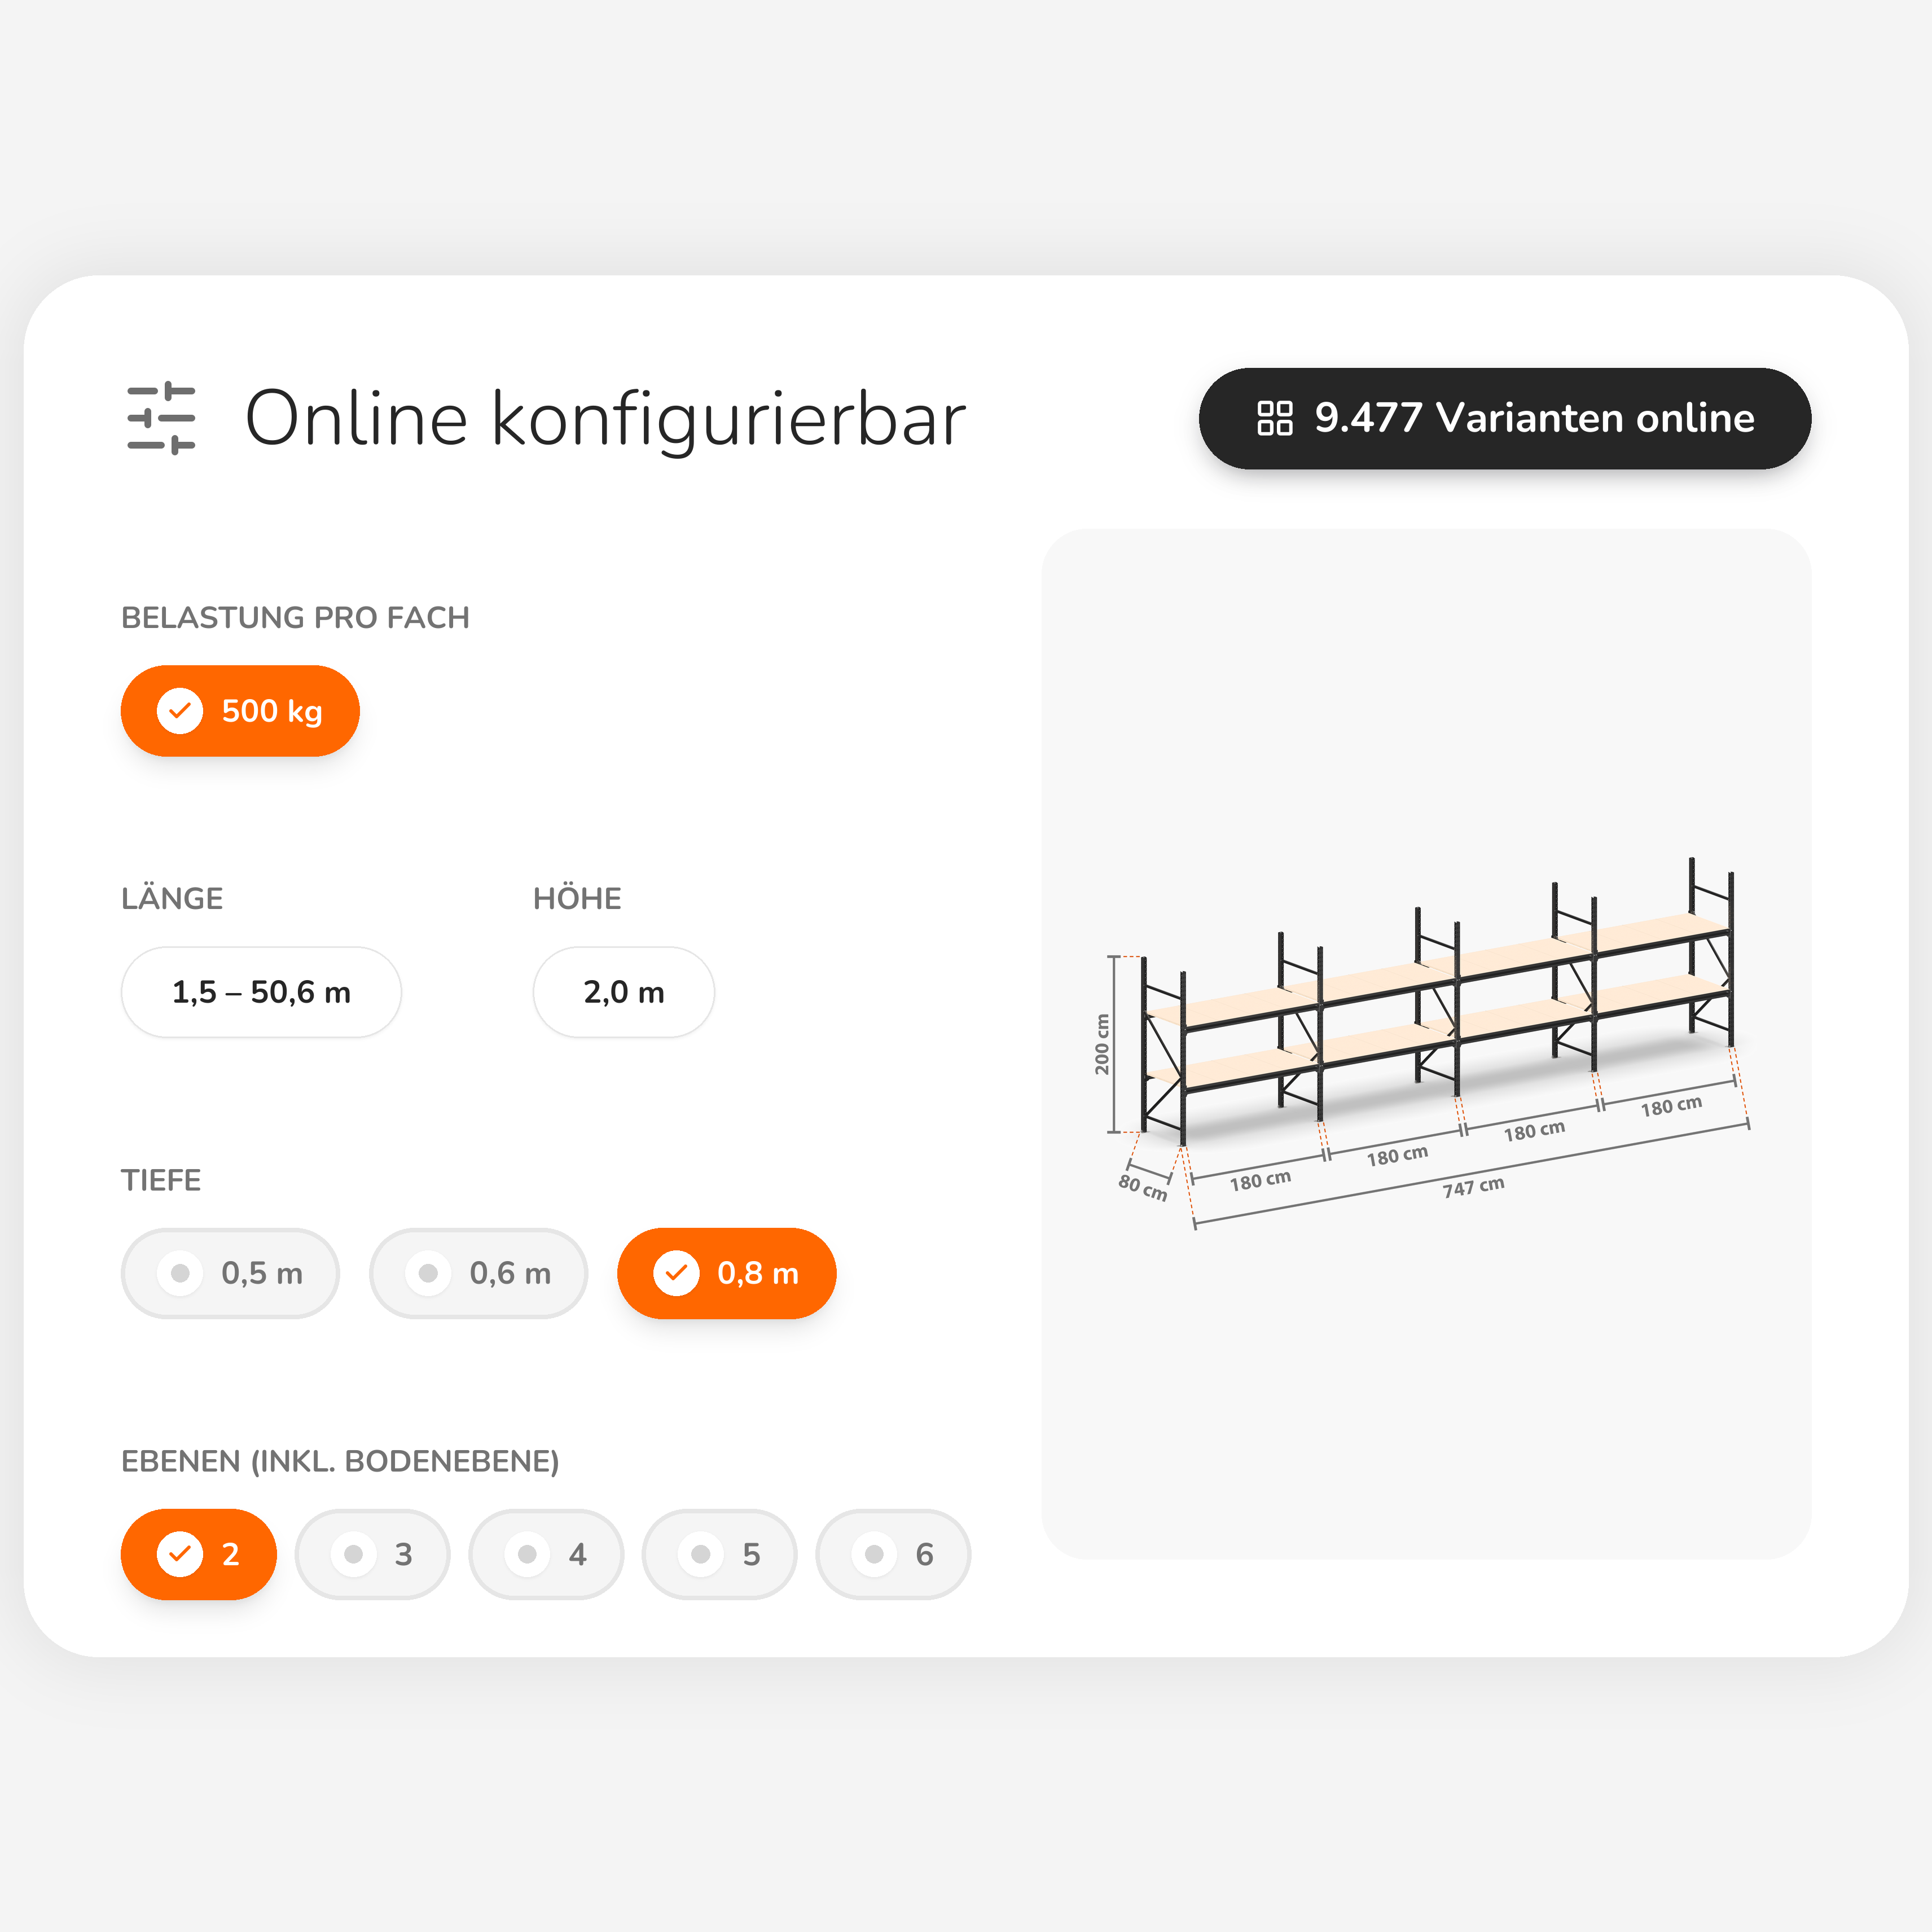 Online konfigurierbar
9.477 Varianten online
BELASTUNG PRO FACH
500 kg
LÄNGE
HÖHE
1,5 – 50,6 m
2,0 m
TIEFE
0,5 m
0,6 m
0,8 m
EBENEN (INKL. BODENEBENE)
2
3
4
5
6
200 cm
80 cm
180 cm
180 cm
180 cm
180 cm
747 cm